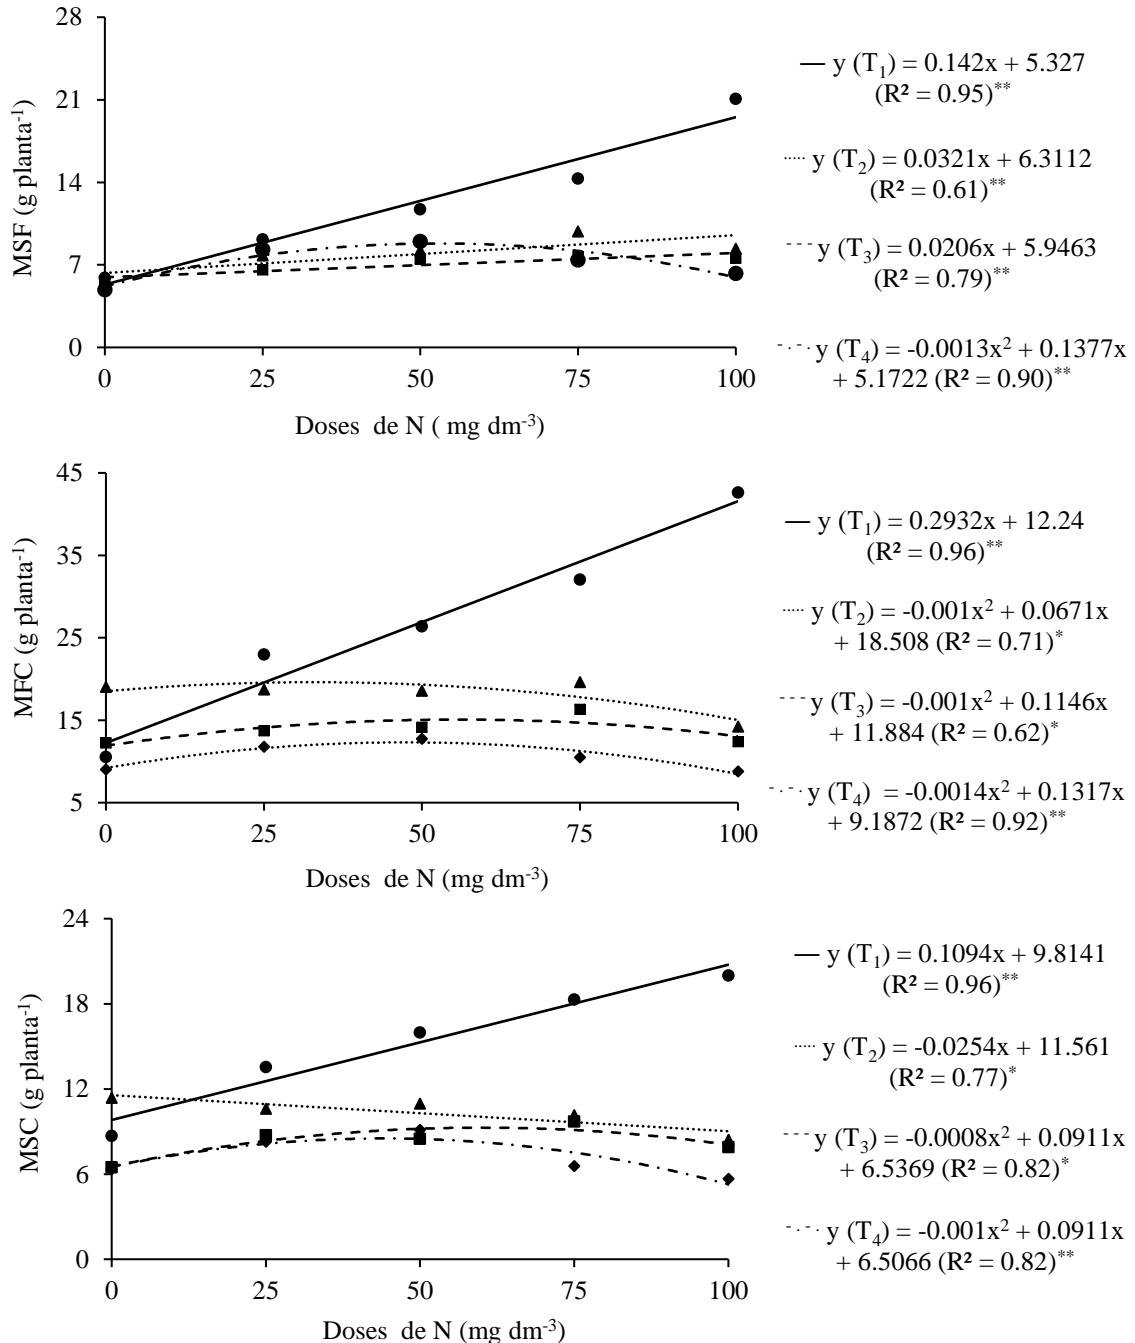 28
21
14
7
0
MSF (g planta-1)
0 25 50 75 100
Doses de N ( mg dm-3)
y (T1) = 0.142x + 5.327
(R² = 0.95)**
y (T2) = 0.0321x + 6.3112
(R² = 0.61)**
y (T3) = 0.0206x + 5.9463
(R² = 0.79)**
y (T4) = -0.0013x2 + 0.1377x
+ 5.1722 (R² = 0.90)**
45
35
25
15
5
MFC (g planta-1)
0 25 50 75 100
Doses de N (mg dm-3)
y (T1) = 0.2932x + 12.24
(R² = 0.96)**
y (T2) = -0.001x2 + 0.0671x
+ 18.508 (R² = 0.71)*
y (T3) = -0.001x2 + 0.1146x
+ 11.884 (R² = 0.62)*
y (T4) = -0.0014x2 + 0.1317x
+ 9.1872 (R² = 0.92)**
24
18
12
6
0
MSC (g planta-1)
0 25 50 75 100
Doses de N (mg dm-3)
y (T1) = 0.1094x + 9.8141
(R² = 0.96)**
y (T2) = -0.0254x + 11.561
(R² = 0.77)*
y (T3) = -0.0008x2 + 0.0911x
+ 6.5369 (R² = 0.82)*
y (T4) = -0.001x2 + 0.0911x
+ 6.5066 (R² = 0.82)**